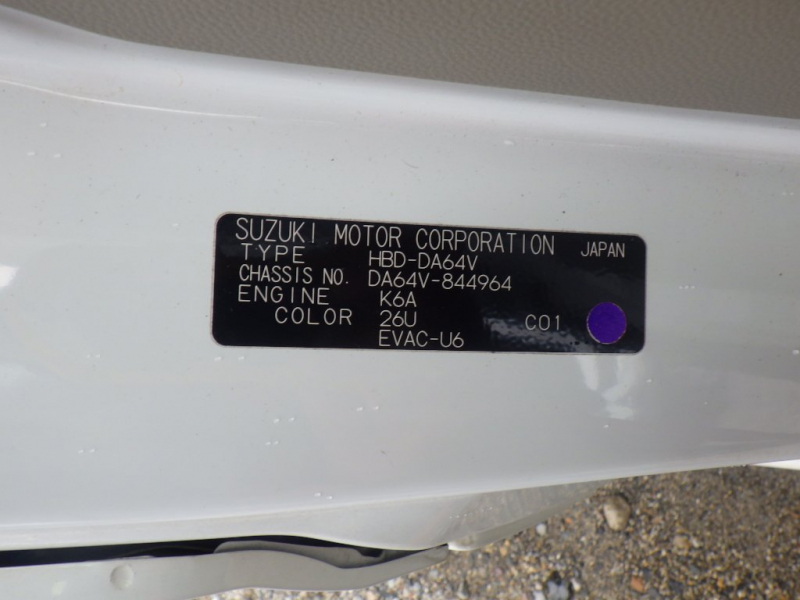 SUZUKI MOTOR CORPORATION JAPAN
TYPE HBD-DA64V
CHASSIS NO. DA64V-844964
ENGINE K6A
COLOR 26U C01
EVAC-U6